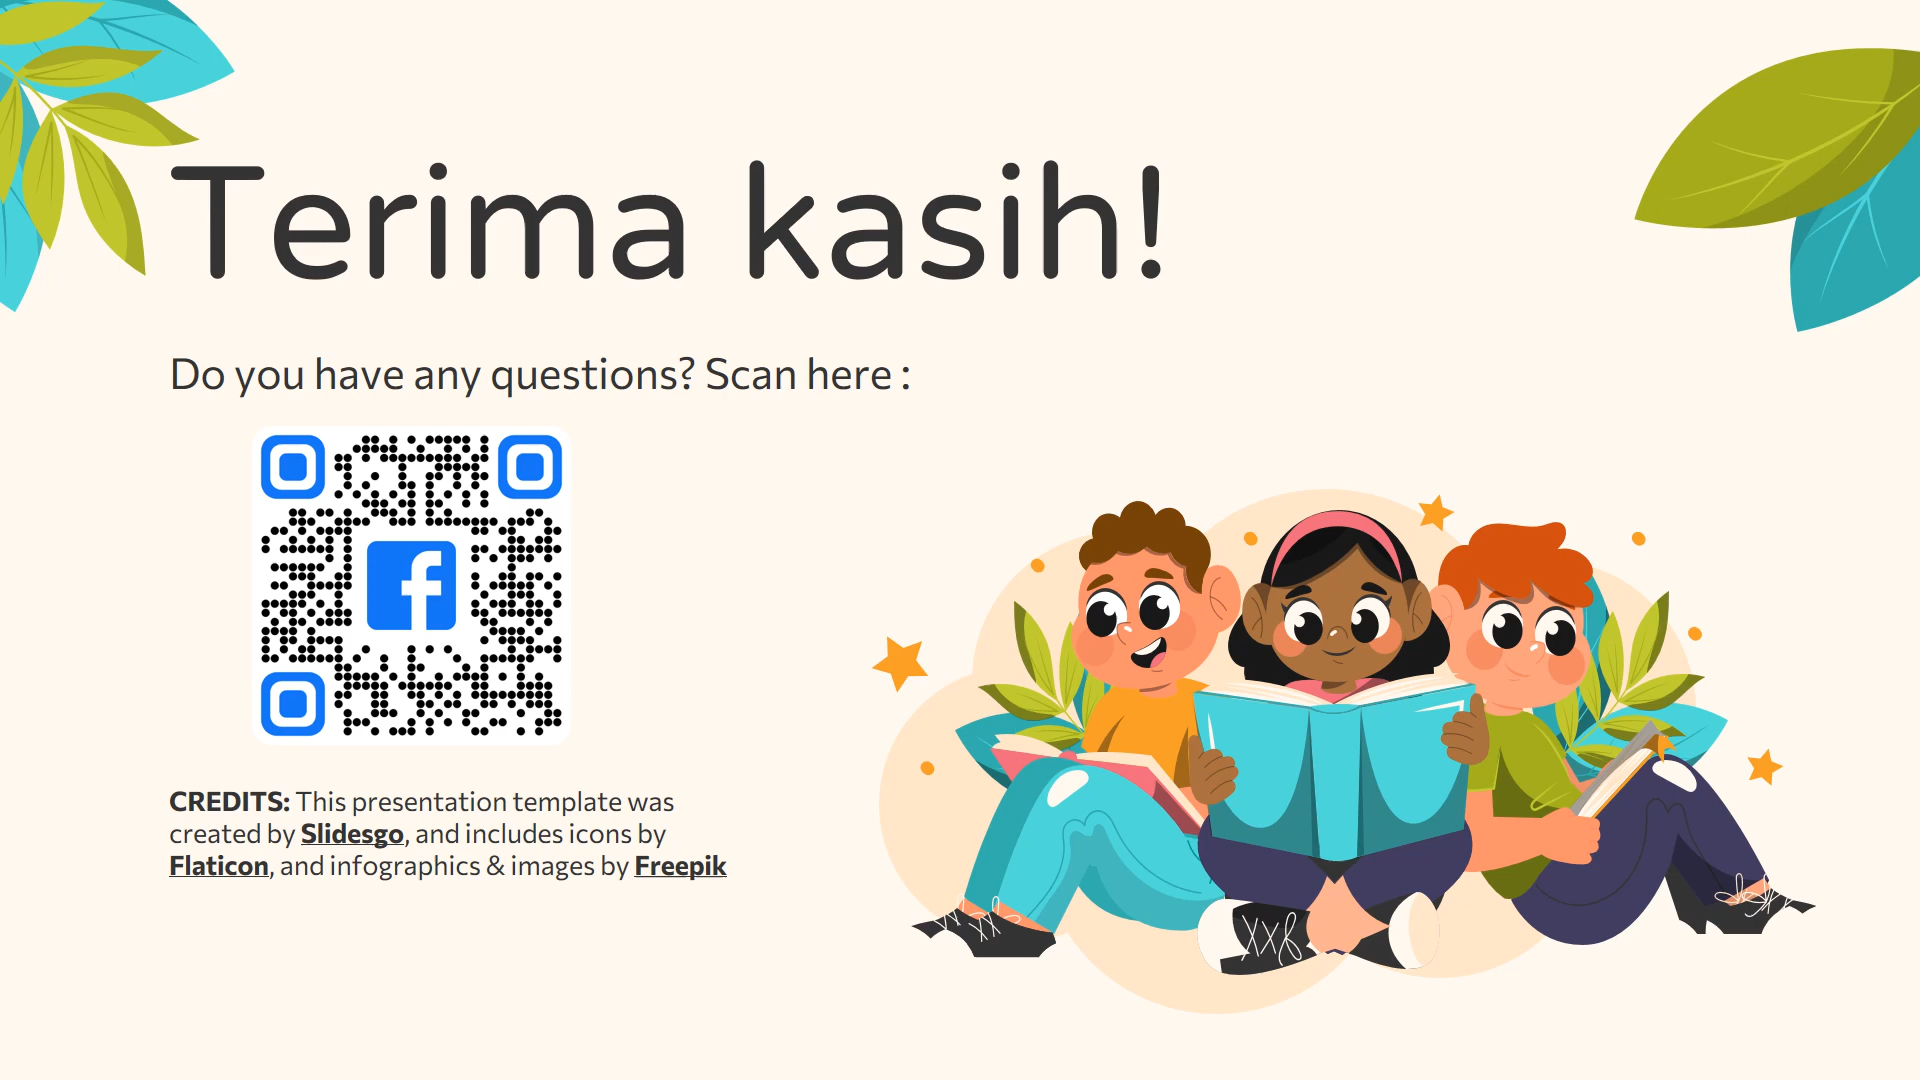 Terima kasih!
Do you have any questions? Scan here :
CREDITS: This presentation template was
created by Slidesgo, and includes icons by
Flaticon, and infographics & images by Freepik